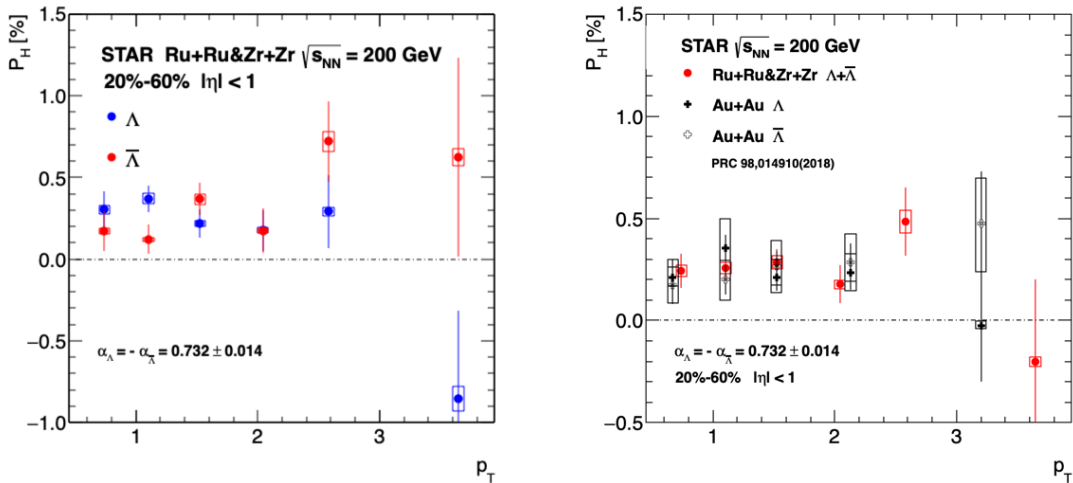 P_H [%]
1.5
1.0
0.5
0.0
−0.5
−1.0
STAR Ru+Ru&Zr+Zr √s_NN = 200 GeV
20%-60% |η| < 1
Λ
Λ̅
α_Λ = - α_Λ̅ = 0.732 ± 0.014
1
2
3
p_T
P_H [%]
1.5
1.0
0.5
0.0
−0.5
STAR √s_NN = 200 GeV
Ru+Ru&Zr+Zr Λ+Λ̅
Au+Au Λ
Au+Au Λ̅
PRC 98,014910(2018)
α_Λ = - α_Λ̅ = 0.732 ± 0.014
20%-60% |η| < 1
1
2
3
p_T